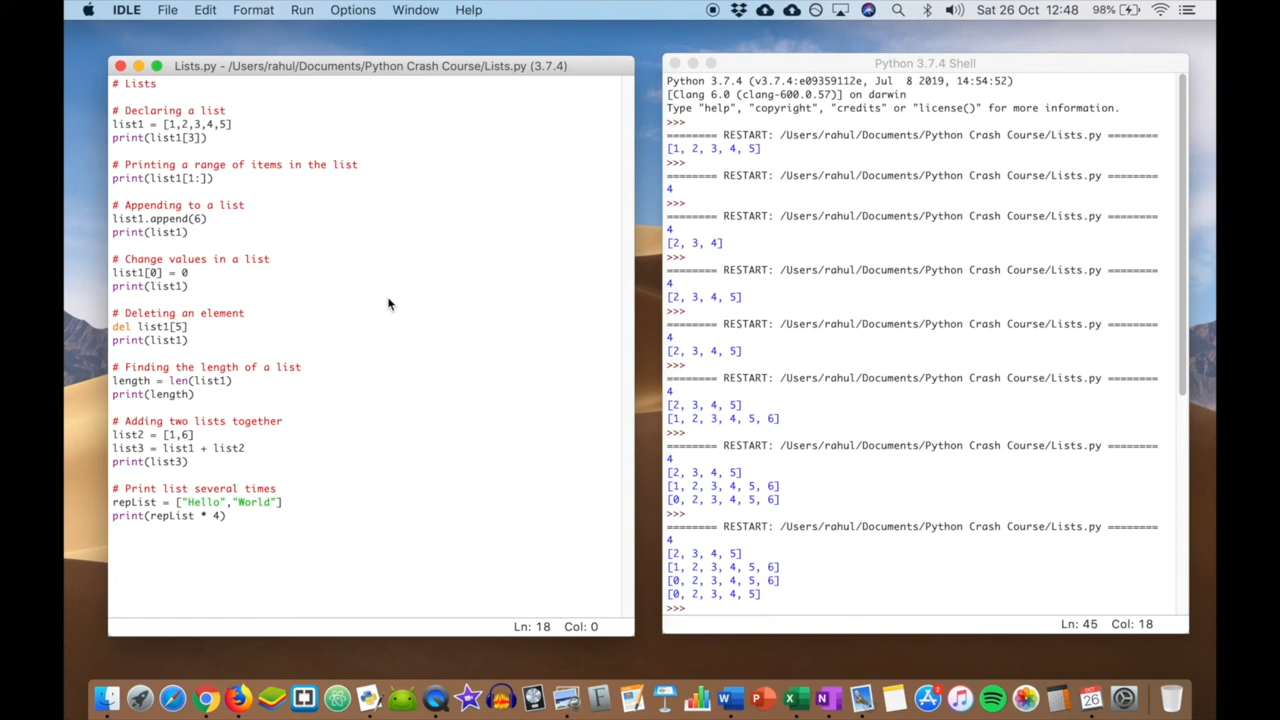 IDLE File Edit Format Run Options Window Help Sat 26 Oct 12:48 98%
Lists.py - /Users/rahul/Documents/Python Crash Course/Lists.py (3.7.4)
# Lists
# Declaring a list
list1 = [1,2,3,4,5]
print(list1[3])
# Printing a range of items in the list
print(list1[1:])
# Appending to a list
list1.append(6)
print(list1)
# Change values in a list
list1[0] = 0
print(list1)
# Deleting an element
del list1[5]
print(list1)
# Finding the length of a list
length = len(list1)
print(length)
# Adding two lists together
list2 = [1,6]
list3 = list1 + list2
print(list3)
# Print list several times
repList = ["Hello","World"]
print(repList * 4)
Ln: 18 Col: 0
Python 3.7.4 Shell
Python 3.7.4 (v3.7.4:e09359112e, Jul  8 2019, 14:54:52)
[Clang 6.0 (clang-600.0.57)] on darwin
Type "help", "copyright", "credits" or "license()" for more information.
>>>
======== RESTART: /Users/rahul/Documents/Python Crash Course/Lists.py ========
[1, 2, 3, 4, 5]
>>>
======== RESTART: /Users/rahul/Documents/Python Crash Course/Lists.py ========
4
>>>
======== RESTART: /Users/rahul/Documents/Python Crash Course/Lists.py ========
4
[2, 3, 4]
>>>
======== RESTART: /Users/rahul/Documents/Python Crash Course/Lists.py ========
4
[2, 3, 4, 5]
>>>
======== RESTART: /Users/rahul/Documents/Python Crash Course/Lists.py ========
4
[2, 3, 4, 5]
>>>
======== RESTART: /Users/rahul/Documents/Python Crash Course/Lists.py ========
4
[2, 3, 4, 5]
[1, 2, 3, 4, 5, 6]
>>>
======== RESTART: /Users/rahul/Documents/Python Crash Course/Lists.py ========
4
[2, 3, 4, 5]
[1, 2, 3, 4, 5, 6]
[0, 2, 3, 4, 5, 6]
>>>
======== RESTART: /Users/rahul/Documents/Python Crash Course/Lists.py ========
4
[2, 3, 4, 5]
[1, 2, 3, 4, 5, 6]
[0, 2, 3, 4, 5, 6]
[0, 2, 3, 4, 5]
>>>
Ln: 45 Col: 18